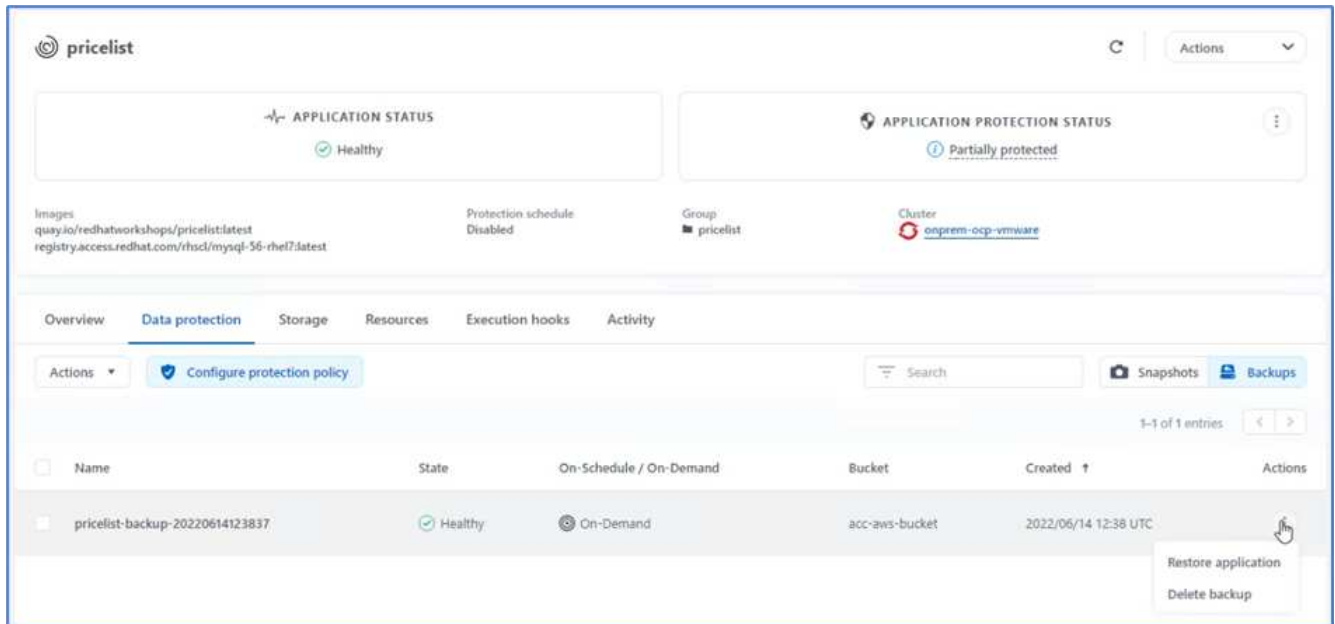 pricelist
Actions
APPLICATION STATUS
Healthy
APPLICATION PROTECTION STATUS
Partially protected
Images
quay.io/redhatworkshops/pricelist:latest
registry.access.redhat.com/rhscl/mysql-56-rhel7:latest
Protection schedule
Disabled
Group
pricelist
Cluster
onprem-ocp-vmware
Overview Data protection Storage Resources Execution hooks Activity
Actions Configure protection policy Search Snapshots Backups
1-1 of 1 entries
Name State On-Schedule / On-Demand Bucket Created Actions
pricelist-backup-20220614123837 Healthy On-Demand acc-aws-bucket 2022/06/14 12:38 UTC
Restore application
Delete backup